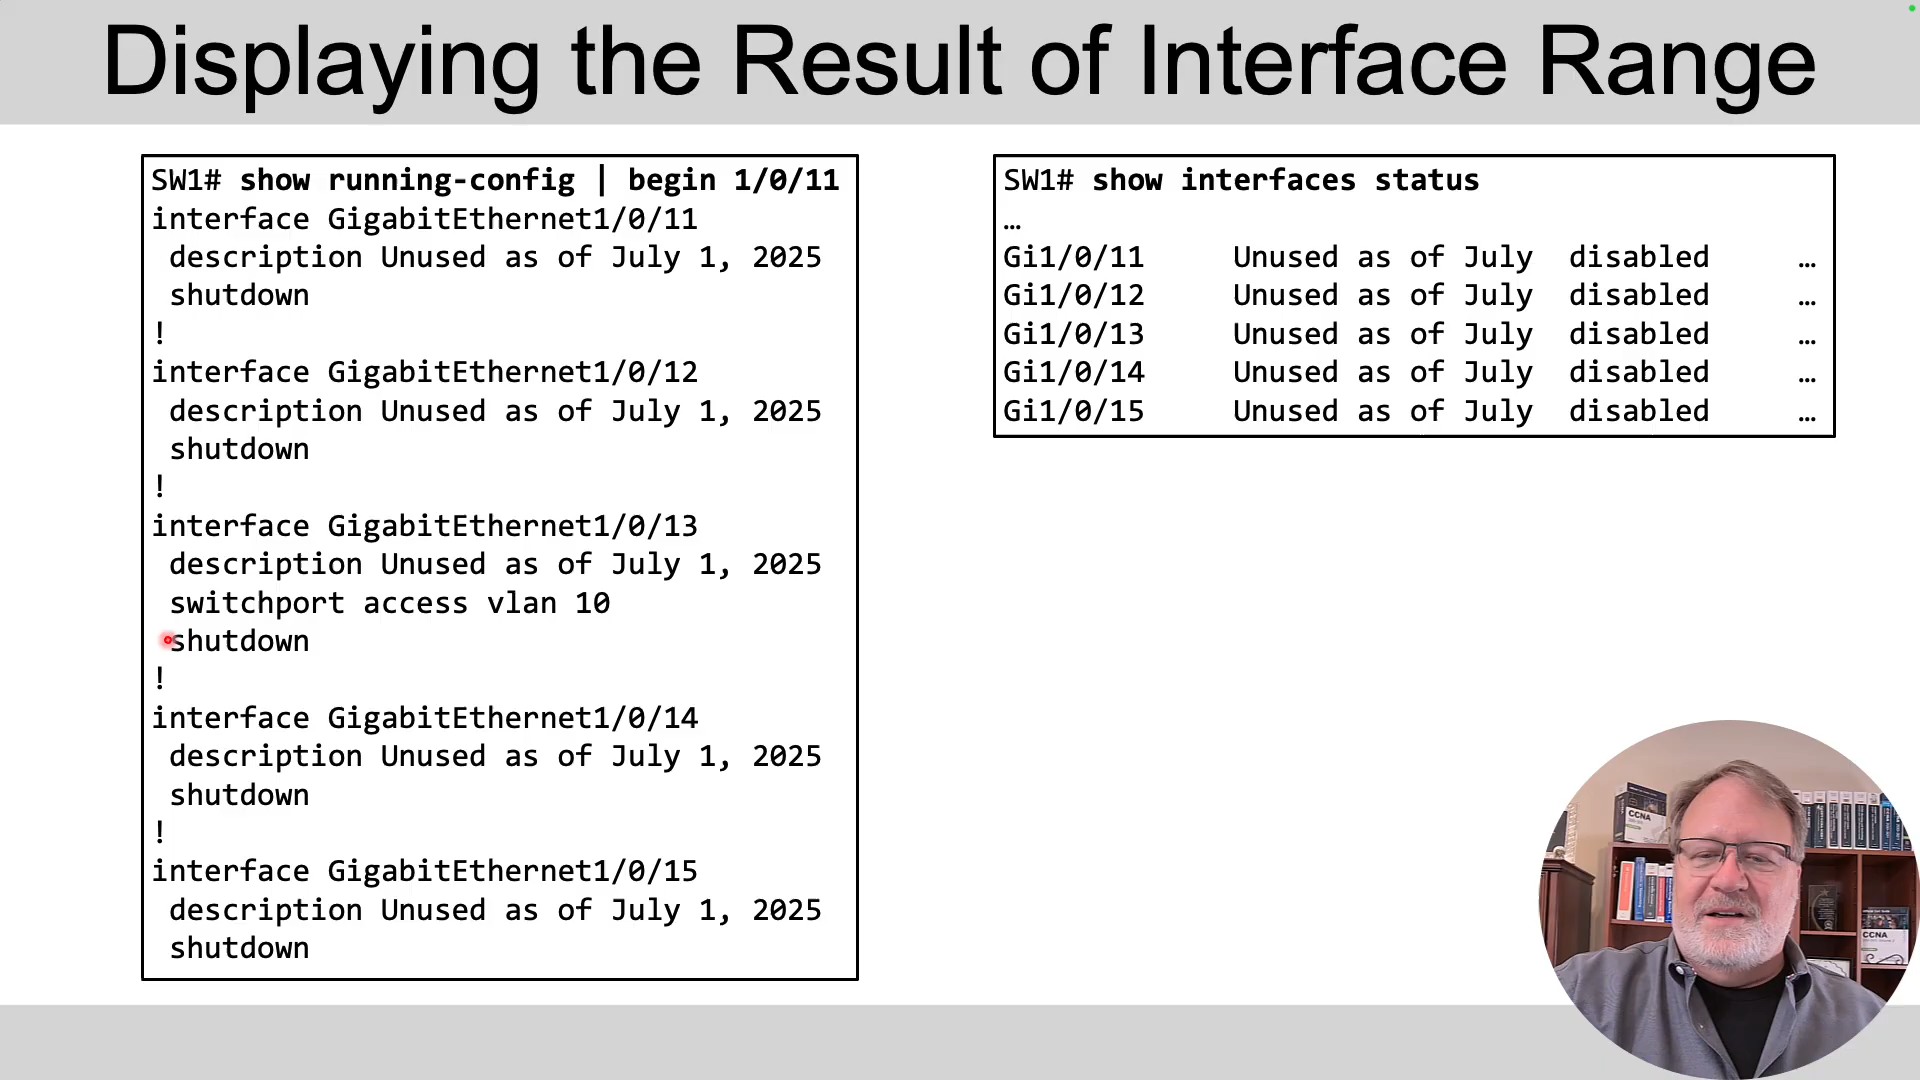 Displaying the Result of Interface Range
SW1# show running-config | begin 1/0/11
interface GigabitEthernet1/0/11
 description Unused as of July 1, 2025
 shutdown
!
interface GigabitEthernet1/0/12
 description Unused as of July 1, 2025
 shutdown
!
interface GigabitEthernet1/0/13
 description Unused as of July 1, 2025
 switchport access vlan 10
 shutdown
!
interface GigabitEthernet1/0/14
 description Unused as of July 1, 2025
 shutdown
!
interface GigabitEthernet1/0/15
 description Unused as of July 1, 2025
 shutdown
SW1# show interfaces status
…
Gi1/0/11     Unused as of July  disabled     …
Gi1/0/12     Unused as of July  disabled     …
Gi1/0/13     Unused as of July  disabled     …
Gi1/0/14     Unused as of July  disabled     …
Gi1/0/15     Unused as of July  disabled     …
CCNA
CCNA